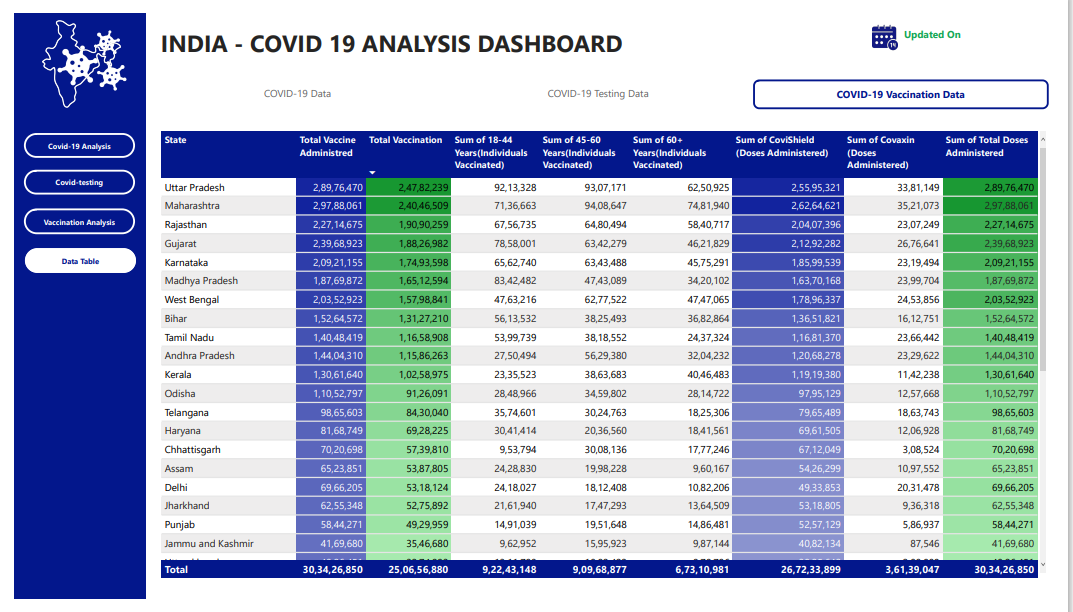 INDIA - COVID 19 ANALYSIS DASHBOARD
Updated On
COVID-19 Data COVID-19 Testing Data COVID-19 Vaccination Data
Covid-19 Analysis
Covid-testing
Vaccination Analysis
Data Table
State Total Vaccine Administred Total Vaccination Sum of 18-44 Years(Individuals Vaccinated) Sum of 45-60 Years(Individuals Vaccinated) Sum of 60+ Years(Individuals Vaccinated) Sum of CoviShield (Doses Administered) Sum of Covaxin (Doses Administered) Sum of Total Doses Administered
Uttar Pradesh 2,89,76,470 2,47,82,239 92,13,328 93,07,171 62,50,925 2,55,95,321 33,81,149 2,89,76,470
Maharashtra 2,97,88,061 2,40,46,509 71,36,663 94,08,647 74,81,940 2,62,64,621 35,21,073 2,97,88,061
Rajasthan 2,27,14,675 1,90,90,259 67,56,735 64,80,494 58,40,717 2,04,07,396 23,07,249 2,27,14,675
Gujarat 2,39,68,923 1,88,26,982 78,58,001 63,42,279 46,21,829 2,12,92,282 26,76,641 2,39,68,923
Karnataka 2,09,21,155 1,74,93,598 65,62,740 63,43,488 45,75,291 1,85,99,539 23,19,494 2,09,21,155
Madhya Pradesh 1,87,69,872 1,65,12,594 83,42,482 47,43,089 34,20,102 1,63,70,168 23,99,704 1,87,69,872
West Bengal 2,03,52,923 1,57,98,841 47,63,216 62,77,522 47,47,065 1,78,96,337 24,53,856 2,03,52,923
Bihar 1,52,64,572 1,31,27,210 56,13,532 38,25,493 36,82,864 1,36,51,821 16,12,751 1,52,64,572
Tamil Nadu 1,40,48,419 1,16,58,908 53,99,739 38,18,552 24,37,324 1,16,81,370 23,66,442 1,40,48,419
Andhra Pradesh 1,44,04,310 1,15,86,263 27,50,494 56,29,380 32,04,232 1,20,68,278 23,29,622 1,44,04,310
Kerala 1,30,61,640 1,02,58,975 23,35,523 38,63,683 40,46,483 1,19,19,380 11,42,238 1,30,61,640
Odisha 1,10,52,797 91,26,091 28,48,966 34,59,802 28,14,722 97,95,129 12,57,668 1,10,52,797
Telangana 98,65,603 84,30,040 35,74,601 30,24,763 18,25,306 79,65,489 18,63,743 98,65,603
Haryana 81,68,749 69,28,225 30,41,414 20,36,560 18,41,561 69,61,505 12,06,928 81,68,749
Chhattisgarh 70,20,698 57,39,810 9,53,794 30,08,136 17,77,246 67,12,049 3,08,524 70,20,698
Assam 65,23,851 53,87,805 24,28,830 19,98,228 9,60,167 54,26,299 10,97,552 65,23,851
Delhi 69,66,205 53,18,124 24,18,027 18,12,408 10,82,206 49,33,853 20,31,478 69,66,205
Jharkhand 62,55,348 52,75,892 21,61,940 17,47,293 13,64,509 53,18,805 9,36,318 62,55,348
Punjab 58,44,271 49,29,959 14,91,039 19,51,648 14,86,481 52,57,129 5,86,937 58,44,271
Jammu and Kashmir 41,69,680 35,46,680 9,62,952 15,95,923 9,87,144 40,82,134 87,546 41,69,680
Total 30,34,26,850 25,06,56,880 9,22,43,148 9,09,68,877 6,73,10,981 26,72,33,899 3,61,39,047 30,34,26,850